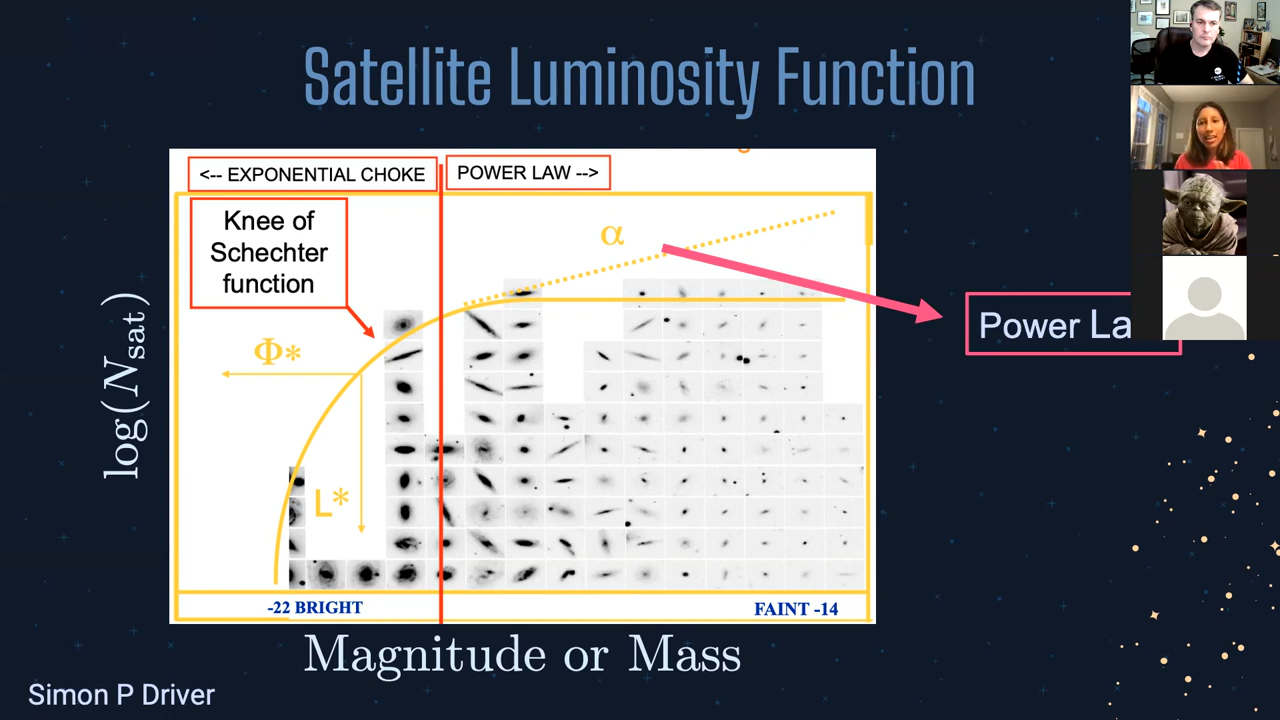 Satellite Luminosity Function
<-- EXPONENTIAL CHOKE
POWER LAW -->
Knee of
Schechter
function
α
Φ*
L*
Power La
log(Nsat)
-22 BRIGHT
FAINT -14
Magnitude or Mass
Simon P Driver